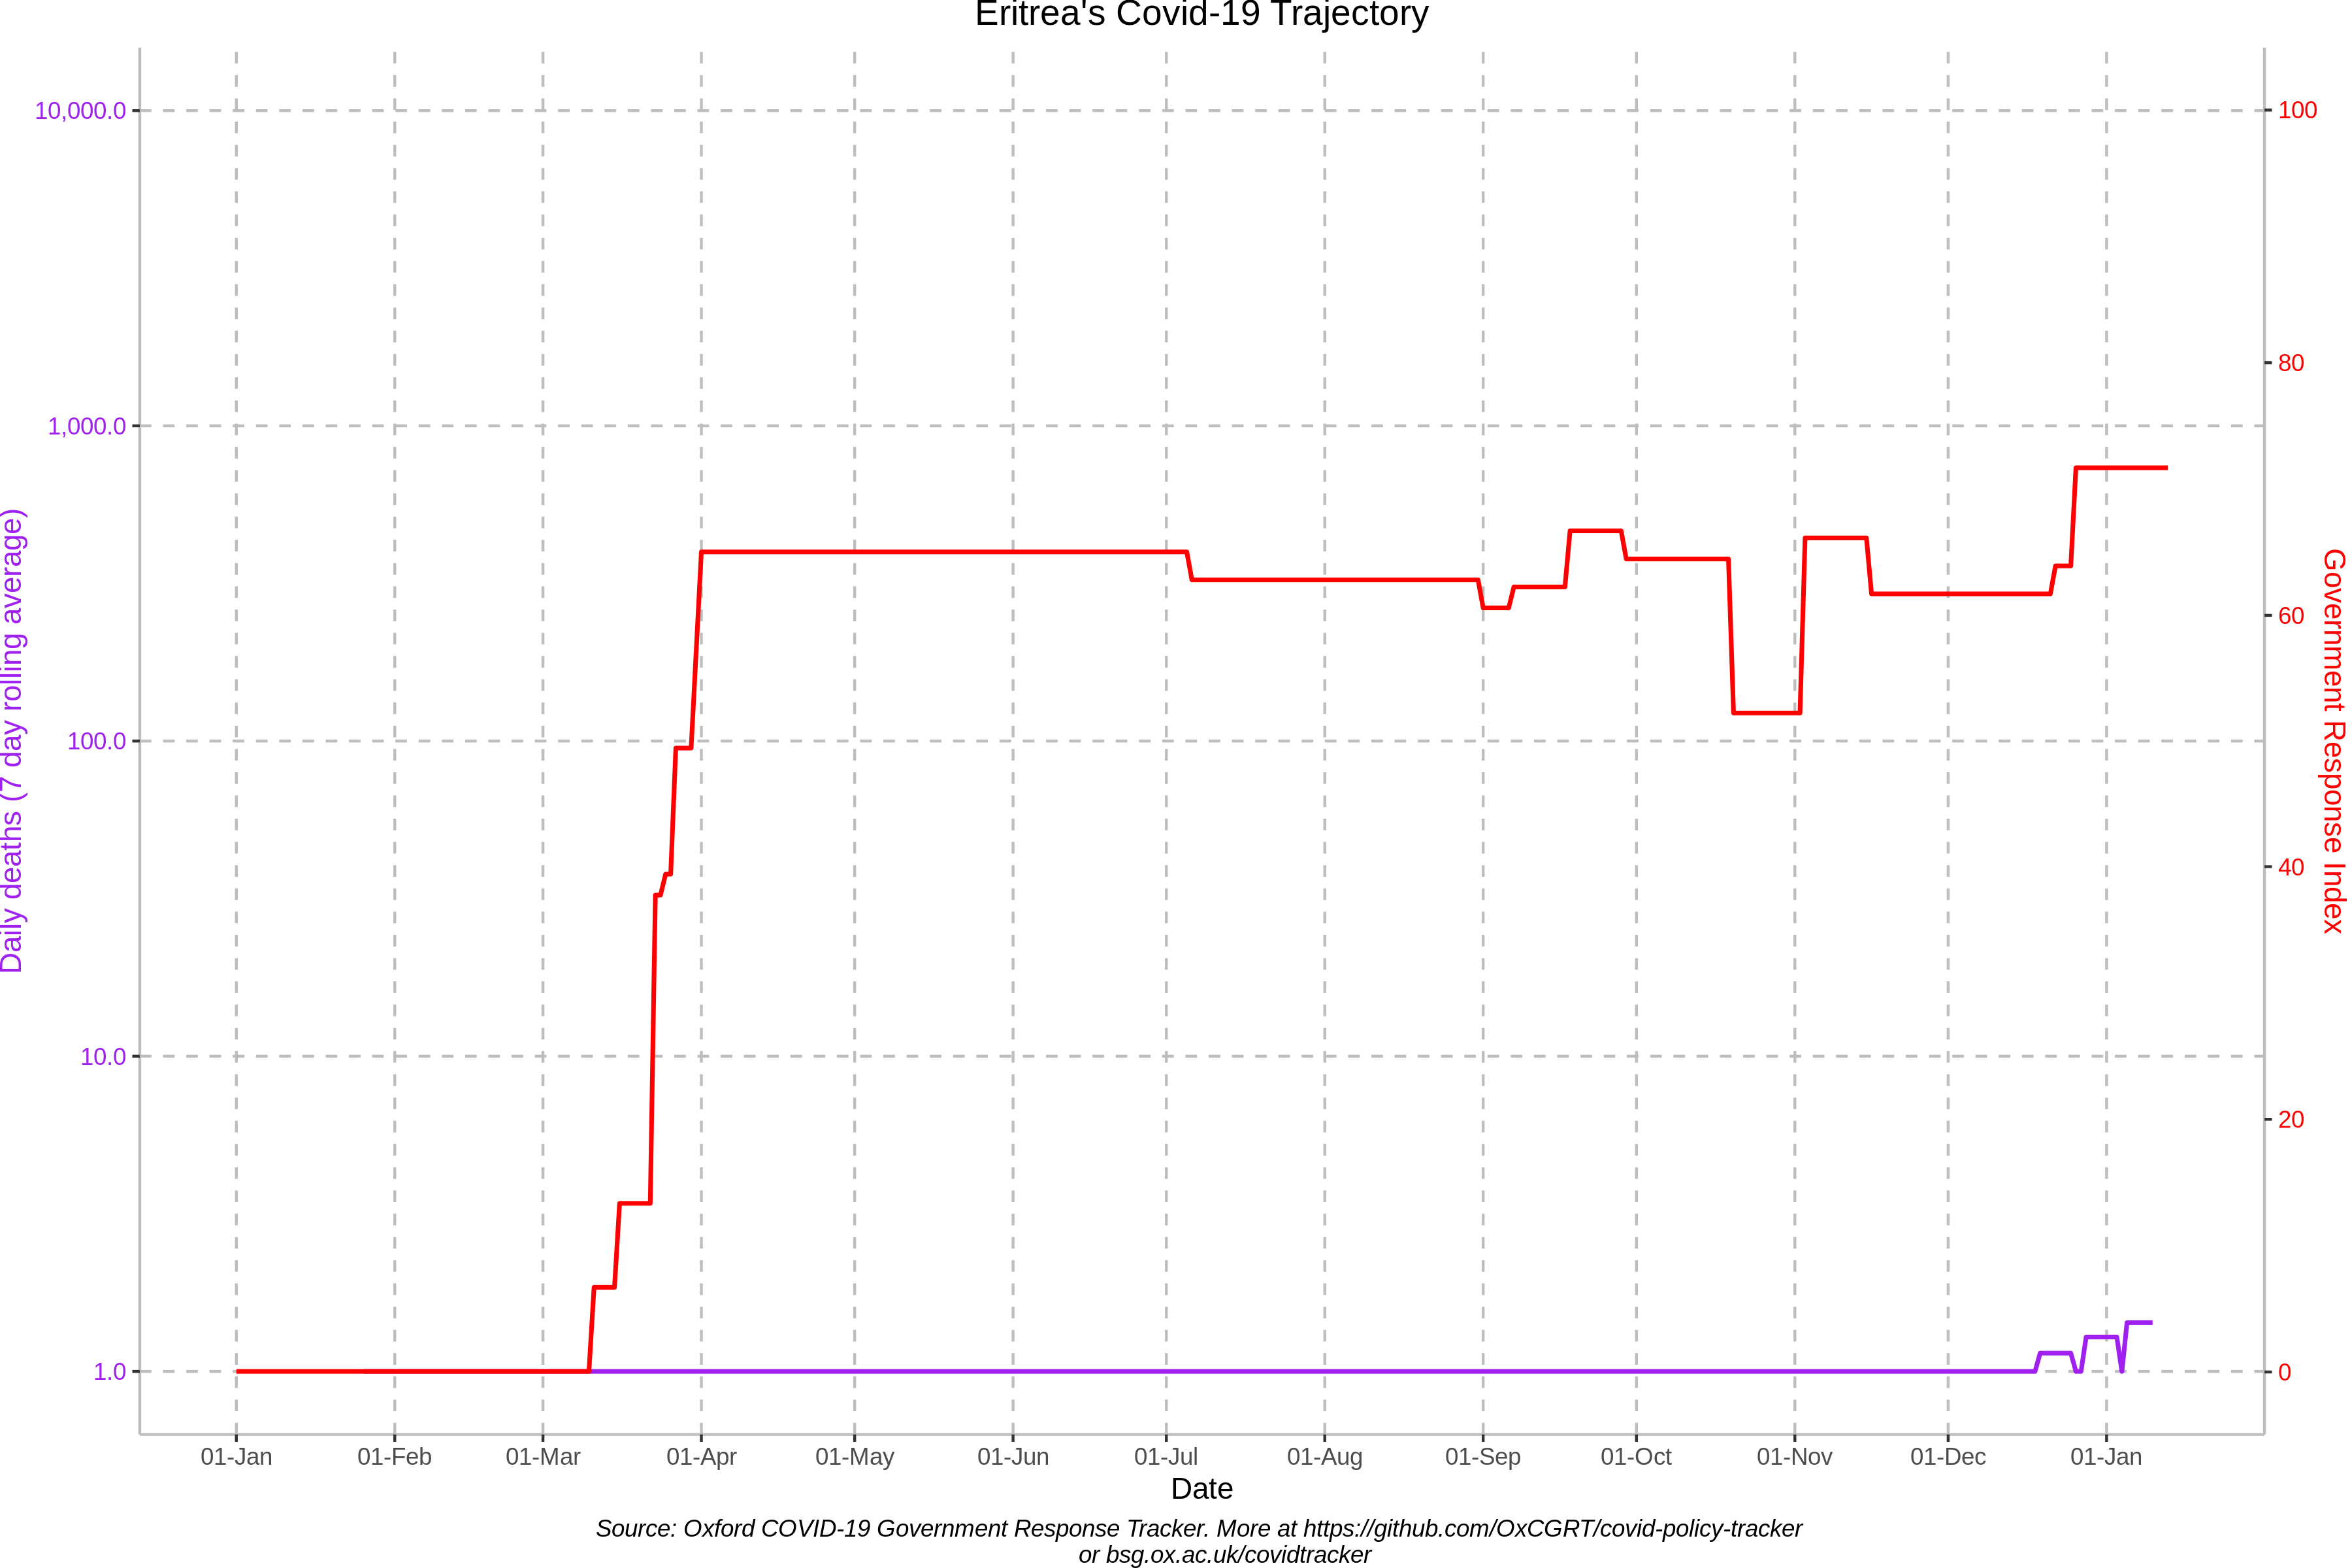 Eritrea's Covid-19 Trajectory
10,000.0
1,000.0
100.0
10.0
1.0
Daily deaths (7 day rolling average)
100
80
60
40
20
0
Government Response Index
01-Jan 01-Feb 01-Mar 01-Apr 01-May 01-Jun 01-Jul 01-Aug 01-Sep 01-Oct 01-Nov 01-Dec 01-Jan
Date
Source: Oxford COVID-19 Government Response Tracker. More at https://github.com/OxCGRT/covid-policy-tracker
or bsg.ox.ac.uk/covidtracker